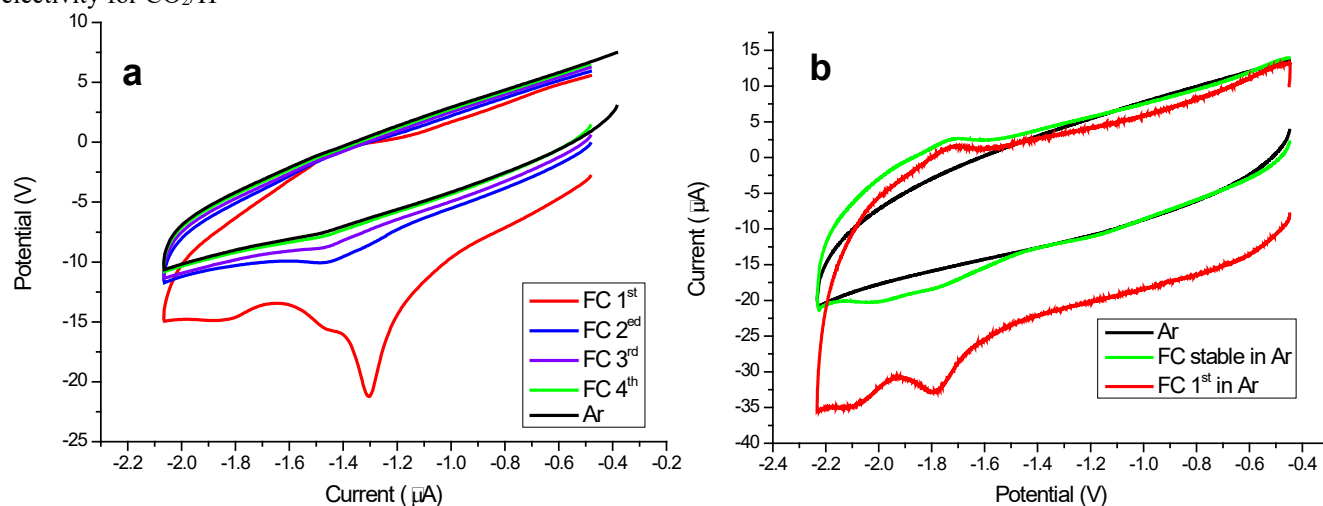 electivity for CO₂/H
a
10
5
0
-5
-10
-15
-20
-25
Potential (V)
-2.2 -2.0 -1.8 -1.6 -1.4 -1.2 -1.0 -0.8 -0.6 -0.4 -0.2
Current ( µA)
FC 1st
FC 2ed
FC 3rd
FC 4th
Ar
b
15
10
5
0
-5
-10
-15
-20
-25
-30
-35
-40
Current ( µA)
-2.4 -2.2 -2.0 -1.8 -1.6 -1.4 -1.2 -1.0 -0.8 -0.6 -0.4
Potential (V)
Ar
FC stable in Ar
FC 1st in Ar